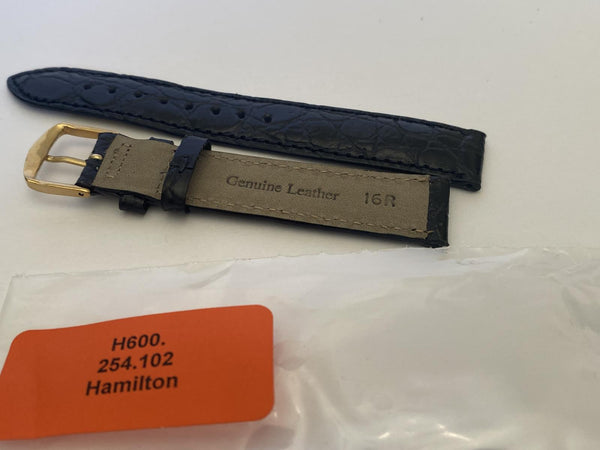 Genuine Leather 16R
H600.
254.102
Hamilton